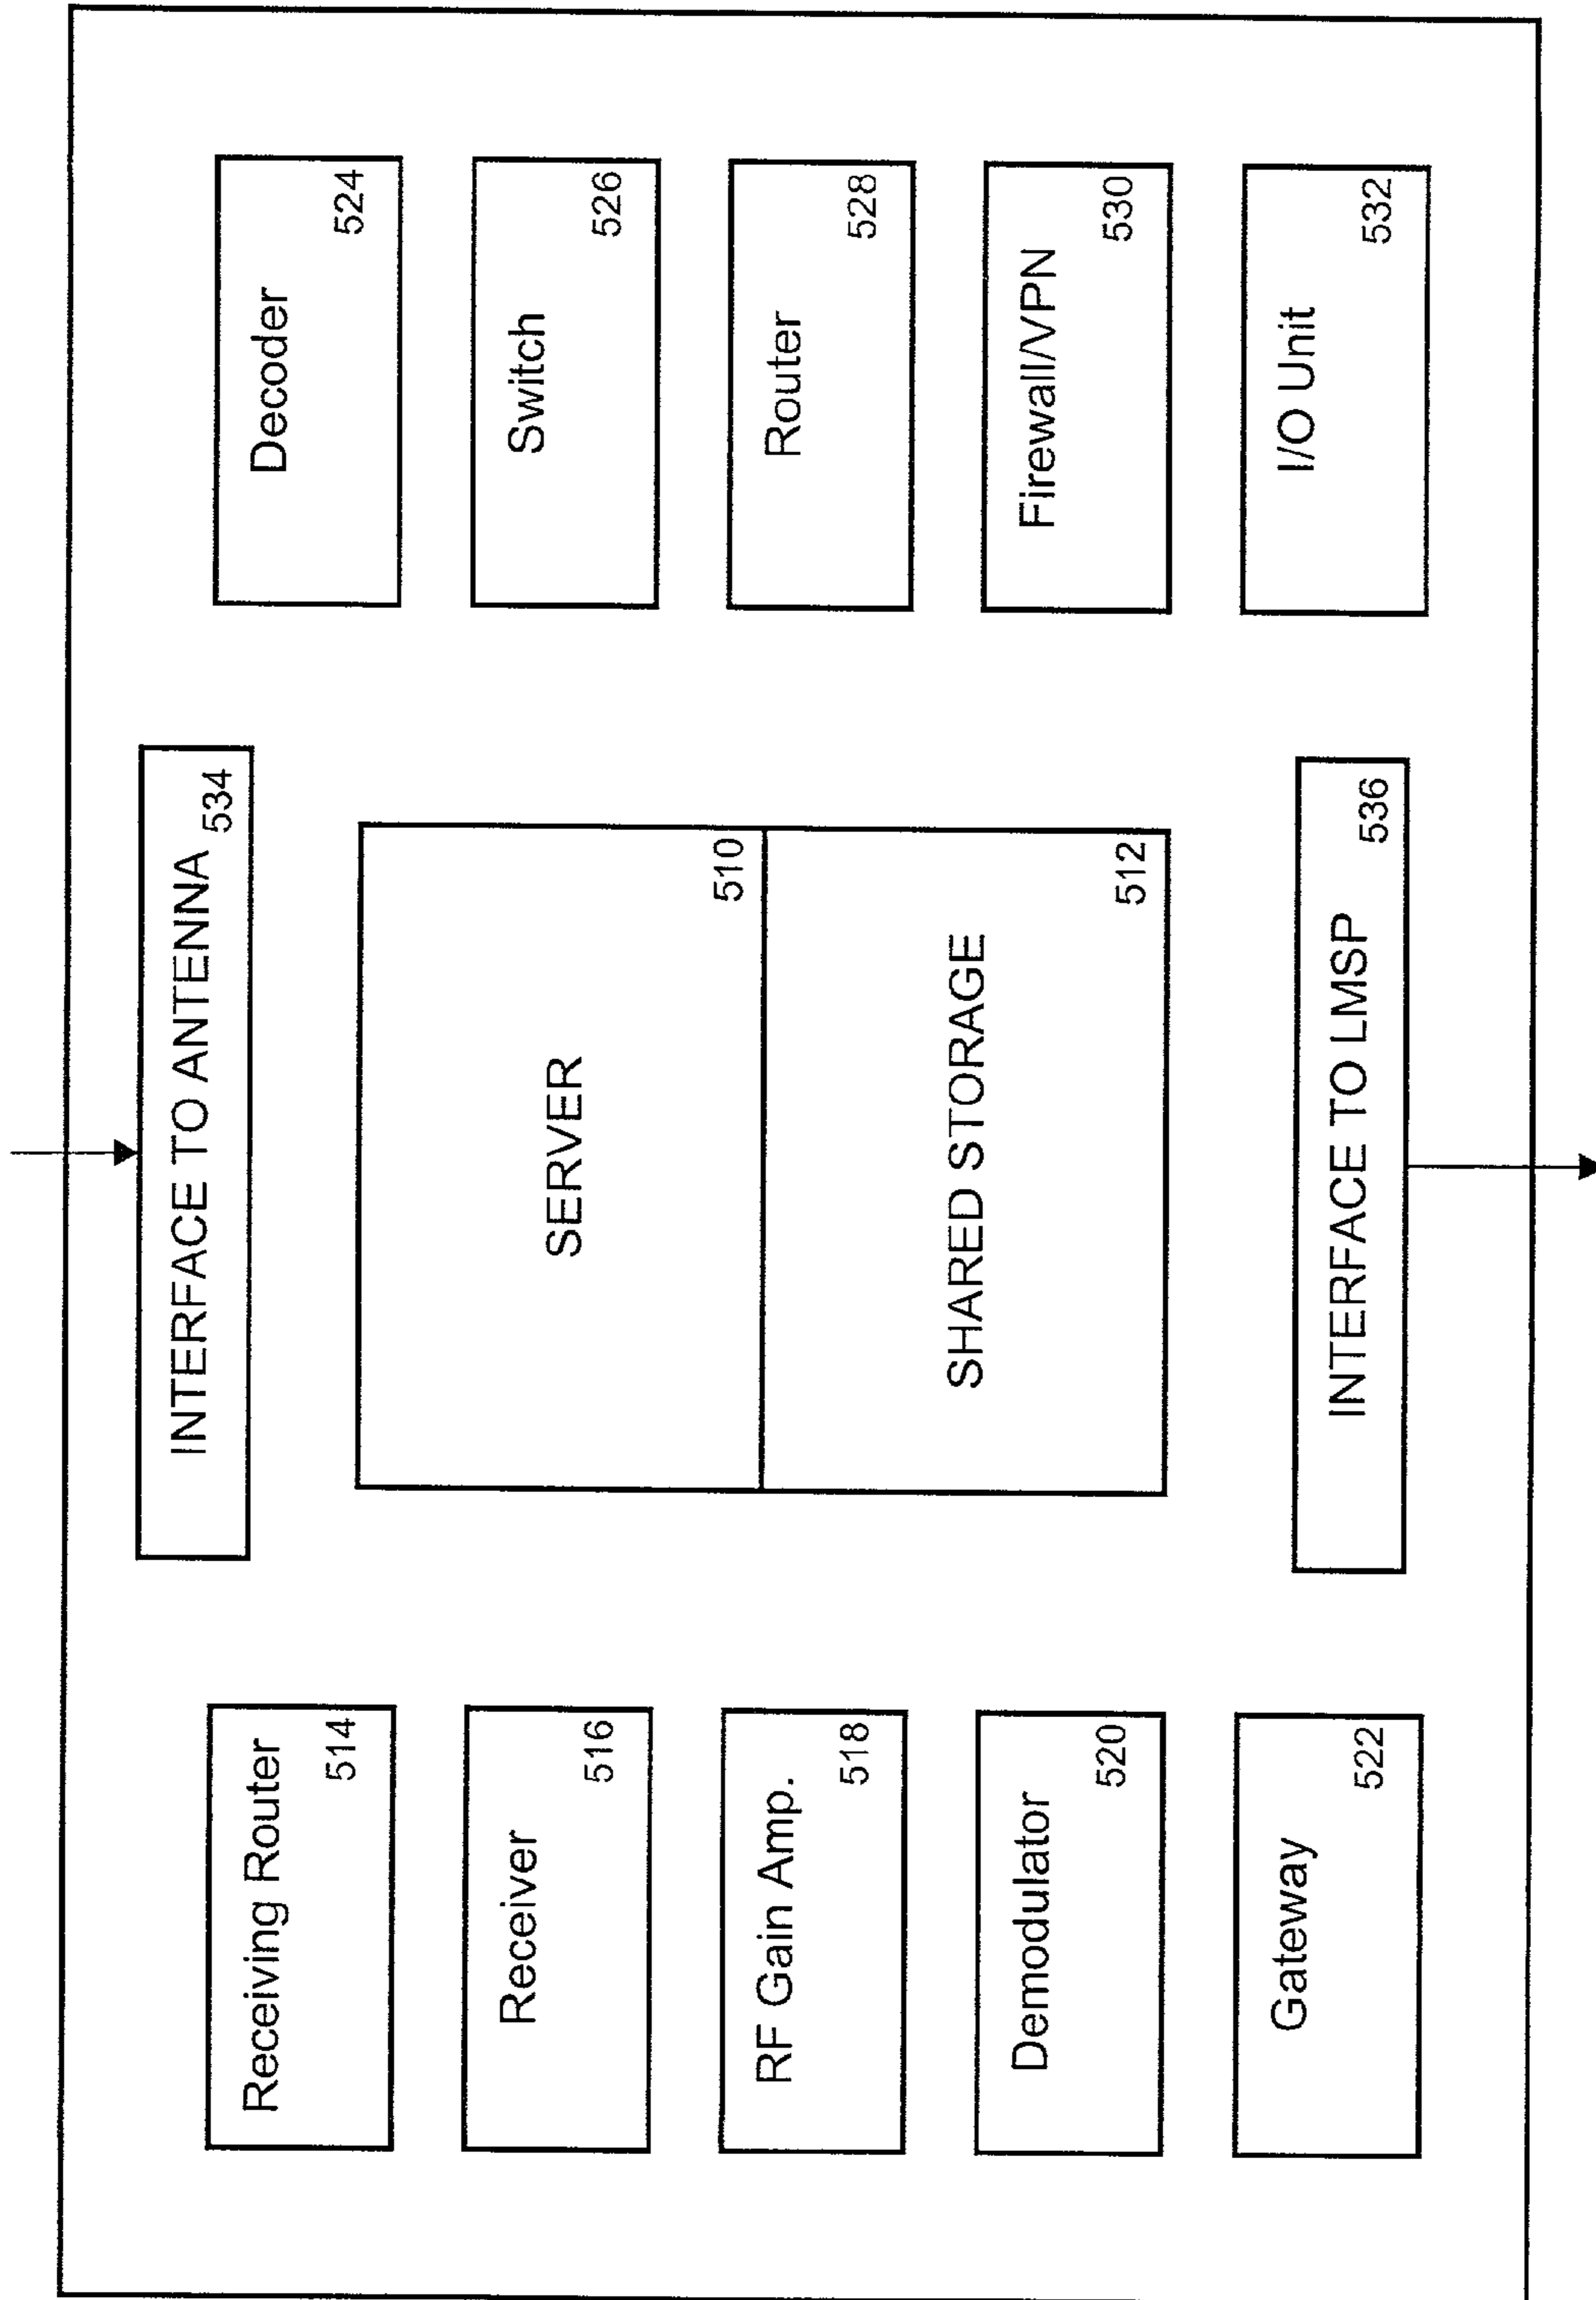 INTERFACE TO ANTENNA
534
Receiving Router
514
Receiver
516
RF Gain Amp.
518
Demodulator
520
Gateway
522
SERVER
510
SHARED STORAGE
512
Decoder
524
Switch
526
Router
528
Firewall/VPN
530
I/O Unit
532
INTERFACE TO LMSP
536